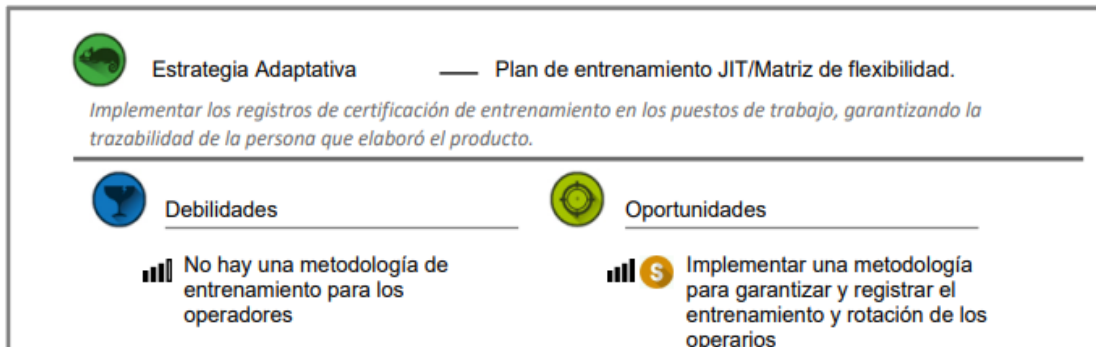 Estrategia Adaptativa — Plan de entrenamiento JIT/Matriz de flexibilidad.
Implementar los registros de certificación de entrenamiento en los puestos de trabajo, garantizando la
trazabilidad de la persona que elaboró el producto.
Debilidades
No hay una metodología de
entrenamiento para los
operadores
Oportunidades
S
Implementar una metodología
para garantizar y registrar el
entrenamiento y rotación de los
operarios